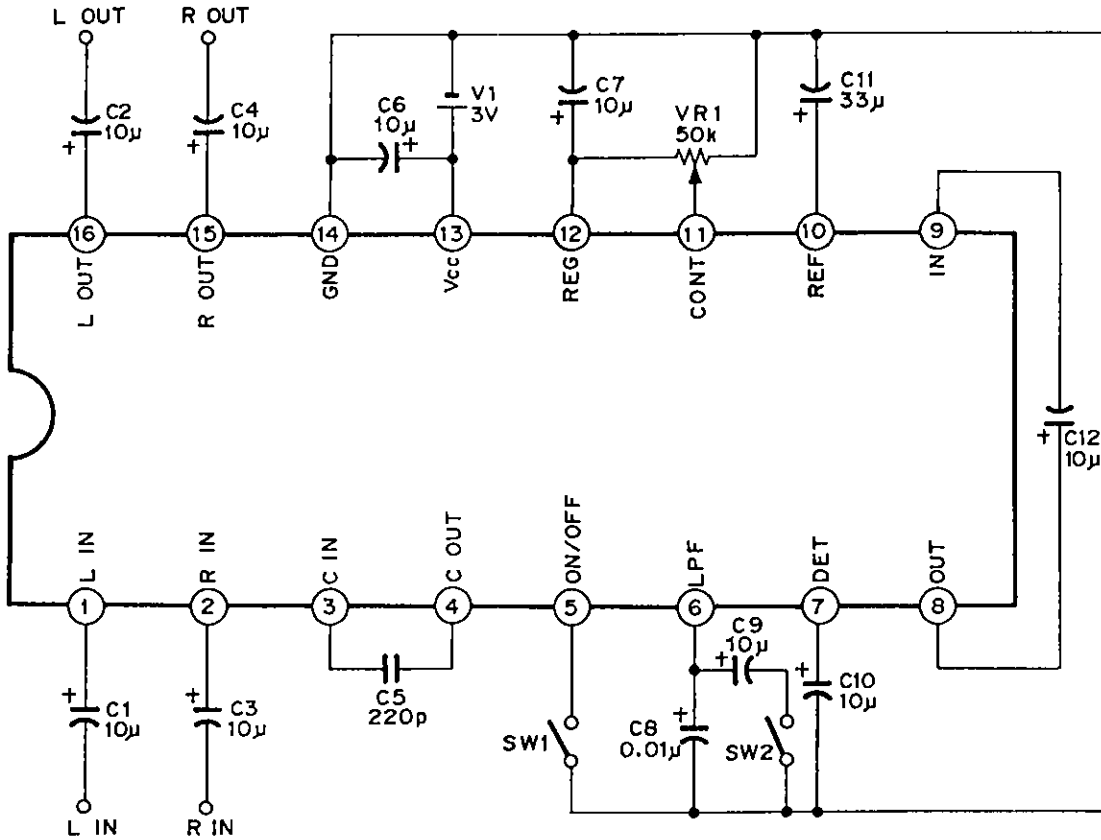 L OUT
R OUT
C2
10µ
+
C4
10µ
+
C6
10µ
+
V1
3V
C7
10µ
+
VR1
50k
C11
33µ
+
16
15
14
13
12
11
10
9
L OUT
R OUT
GND
Vcc
REG
CONT
REF
IN
+
C12
10µ
L IN
R IN
C IN
C OUT
ON/OFF
LPF
DET
OUT
1
2
3
4
5
6
7
8
+
C1
10µ
+
C3
10µ
C5
220p
SW1
C9
10µ
+
+
C8
0.01µ
SW2
+
C10
10µ
L IN
R IN